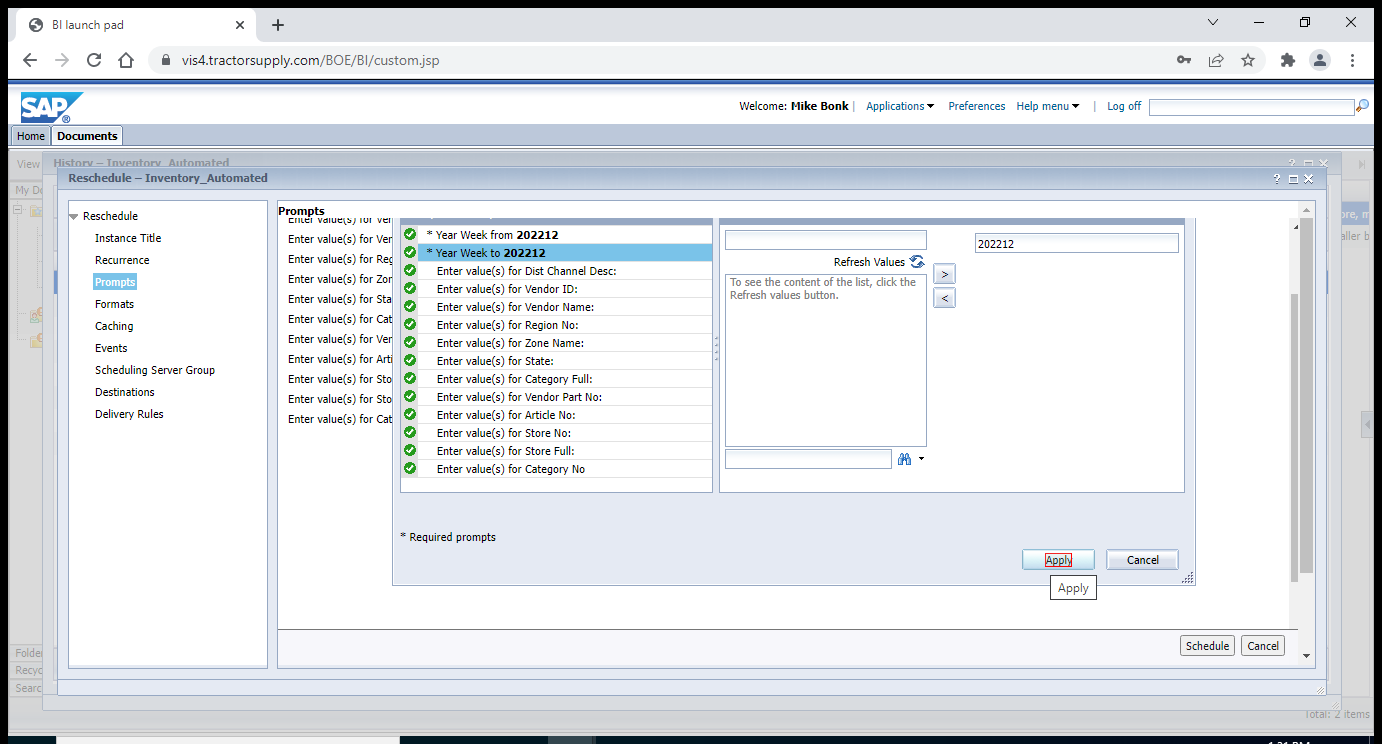 BI launch pad
vis4.tractorsupply.com/BOE/BI/custom.jsp
SAP
Welcome: Mike Bonk | Applications Preferences Help menu | Log off
Home Documents
View History – Inventory_Automated
Reschedule – Inventory_Automated
My Do
Reschedule
Instance Title
Recurrence
Prompts
Formats
Caching
Events
Scheduling Server Group
Destinations
Delivery Rules
Prompts
Enter value(s) for Ver
Enter value(s) for Ver
Enter value(s) for Reg
Enter value(s) for Zor
Enter value(s) for Sta
Enter value(s) for Cat
Enter value(s) for Ver
Enter value(s) for Arti
Enter value(s) for Sto
Enter value(s) for Sto
Enter value(s) for Cat
* Year Week from 202212
* Year Week to 202212
Enter value(s) for Dist Channel Desc:
Enter value(s) for Vendor ID:
Enter value(s) for Vendor Name:
Enter value(s) for Region No:
Enter value(s) for Zone Name:
Enter value(s) for State:
Enter value(s) for Category Full:
Enter value(s) for Vendor Part No:
Enter value(s) for Article No:
Enter value(s) for Store No:
Enter value(s) for Store Full:
Enter value(s) for Category No
202212
Refresh Values
>
<
To see the content of the list, click the
Refresh values button.
* Required prompts
Apply Cancel
Apply
Schedule Cancel
ore, m
aller b
Folder
Recyc
Searc
Total: 2 items